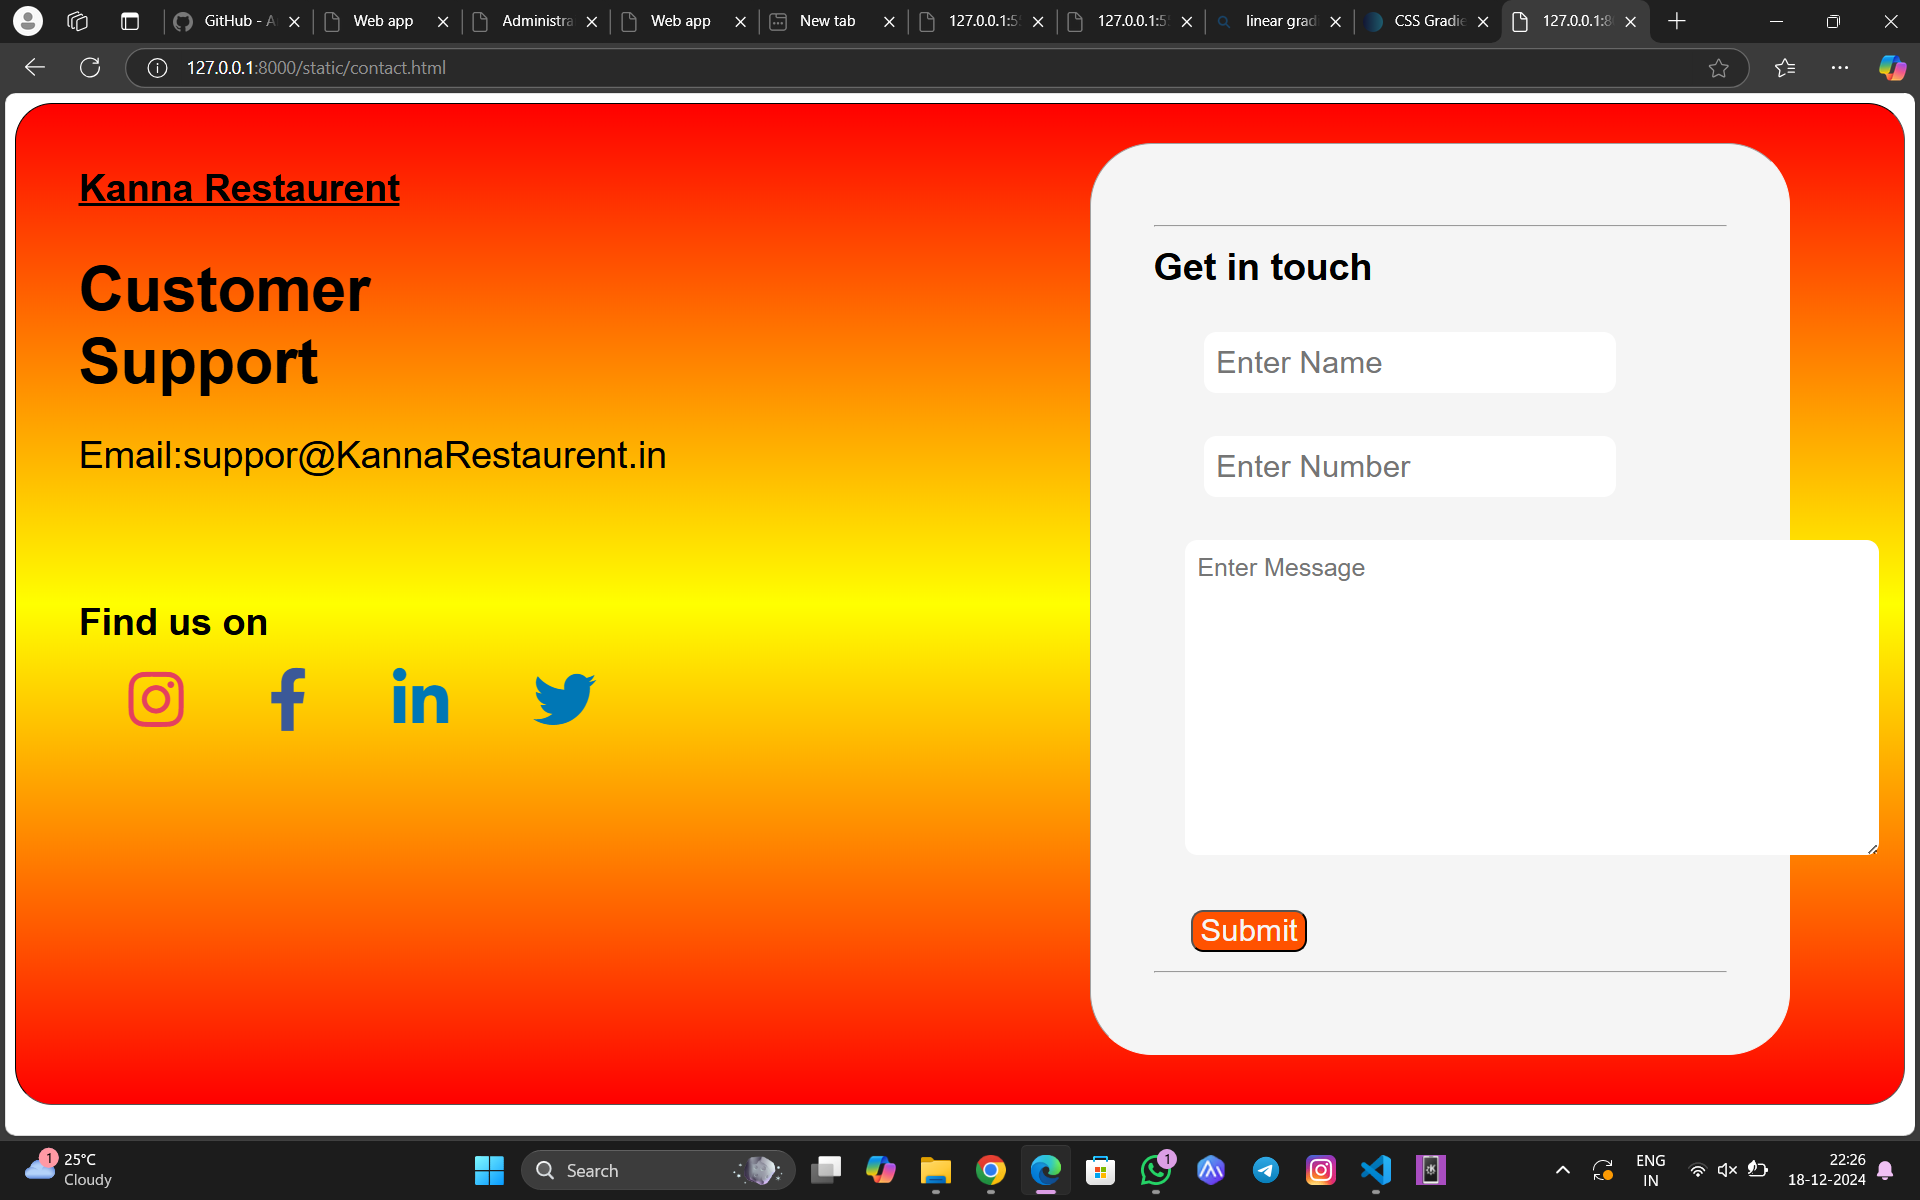 GitHub - A
Web app
Administra
Web app
New tab
127.0.0.1:5
127.0.0.1:5
linear grad
CSS Gradie
127.0.0.1:8
127.0.0.1:8000/static/contact.html
Kanna Restaurent
Customer
Support
Email:suppor@KannaRestaurent.in
Find us on
Get in touch
Enter Name
Enter Number
Enter Message
Submit
1
25°C
Cloudy
Search
1
ENG
IN
22:26
18-12-2024